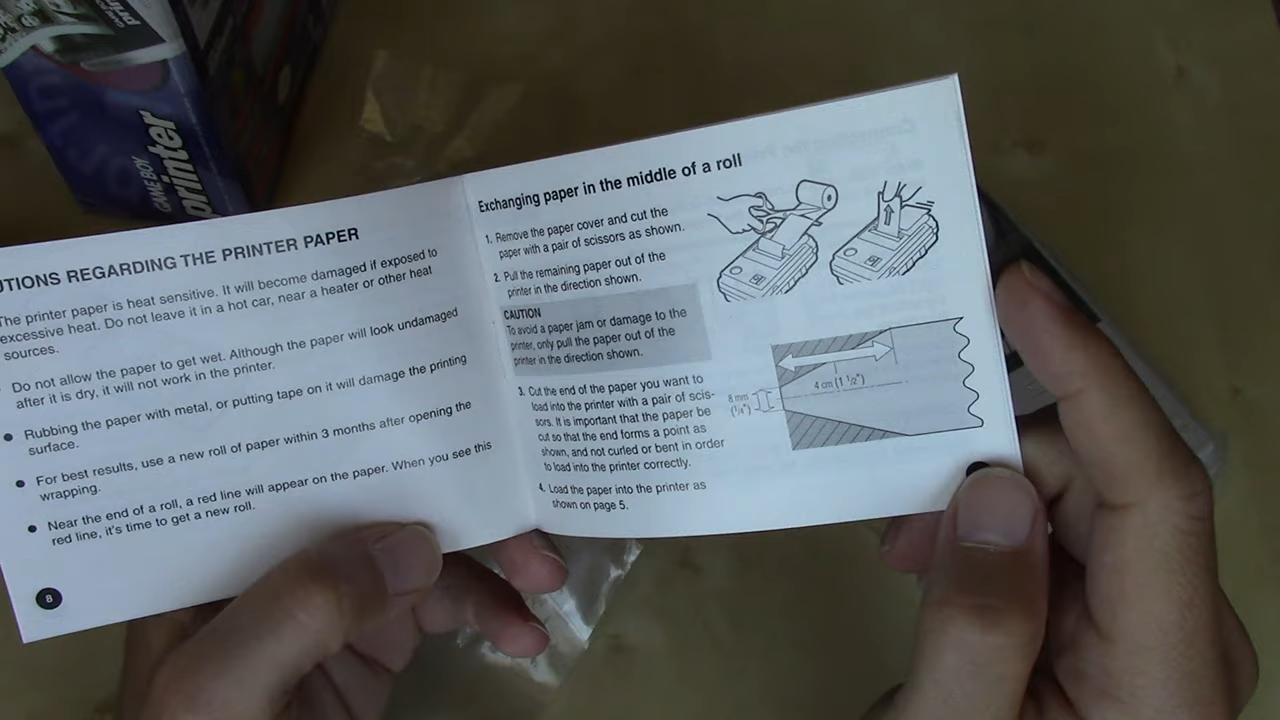 GAME BOY
printer
UTIONS REGARDING THE PRINTER PAPER
The printer paper is heat sensitive. It will become damaged if exposed to
excessive heat. Do not leave it in a hot car, near a heater or other heat
sources.
Do not allow the paper to get wet. Although the paper will look undamaged
after it is dry, it will not work in the printer.
● Rubbing the paper with metal, or putting tape on it will damage the printing
surface.
● For best results, use a new roll of paper within 3 months after opening the
wrapping.
● Near the end of a roll, a red line will appear on the paper. When you see this
red line, it's time to get a new roll.
8
Exchanging paper in the middle of a roll
1. Remove the paper cover and cut the
paper with a pair of scissors as shown.
2. Pull the remaining paper out of the
printer in the direction shown.
CAUTION
To avoid a paper jam or damage to the
printer, only pull the paper out of the
printer in the direction shown.
3. Cut the end of the paper you want to
load into the printer with a pair of scis-
sors. It is important that the paper be
cut so that the end forms a point as
shown, and not curled or bent in order
to load into the printer correctly.
4. Load the paper into the printer as
shown on page 5.
4 cm (1 1/2")
8 mm
(1/4")